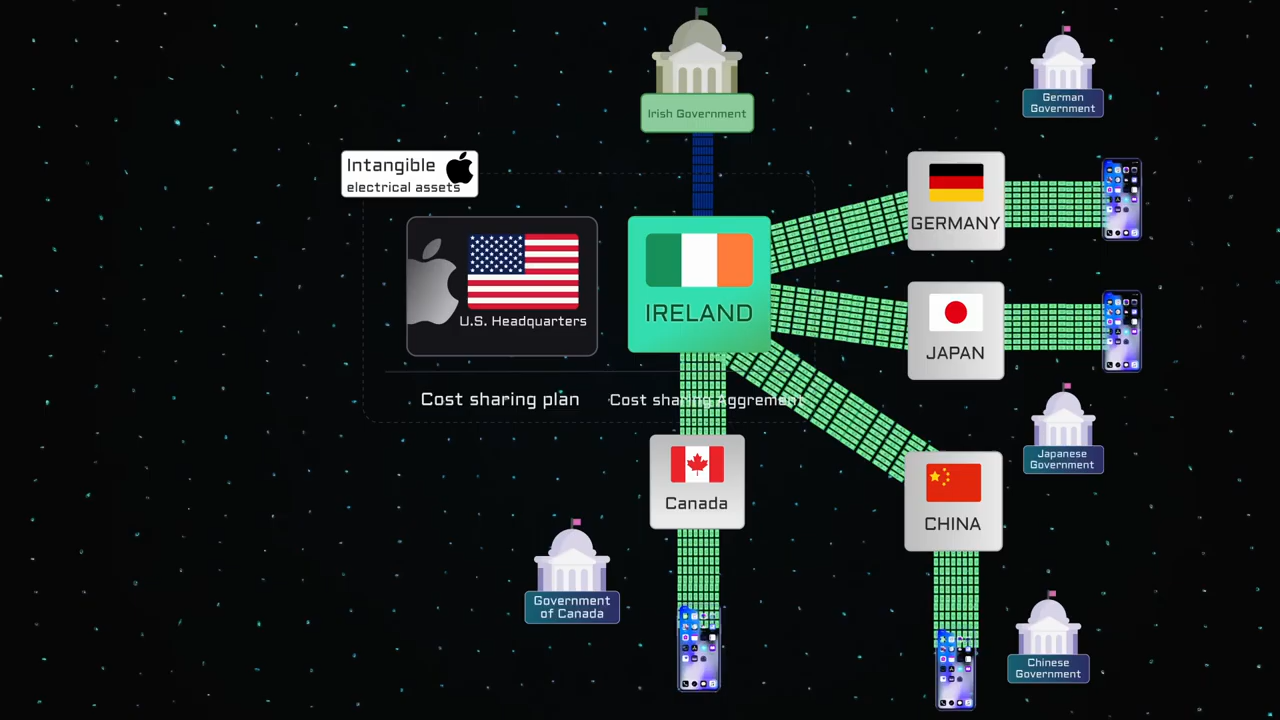 Irish Government
German
Government
Intangible
electrical assets
U.S. Headquarters
IRELAND
GERMANY
JAPAN
Cost sharing plan
Cost sharing Aggrement
Japanese
Government
Canada
CHINA
Government
of Canada
Chinese
Government